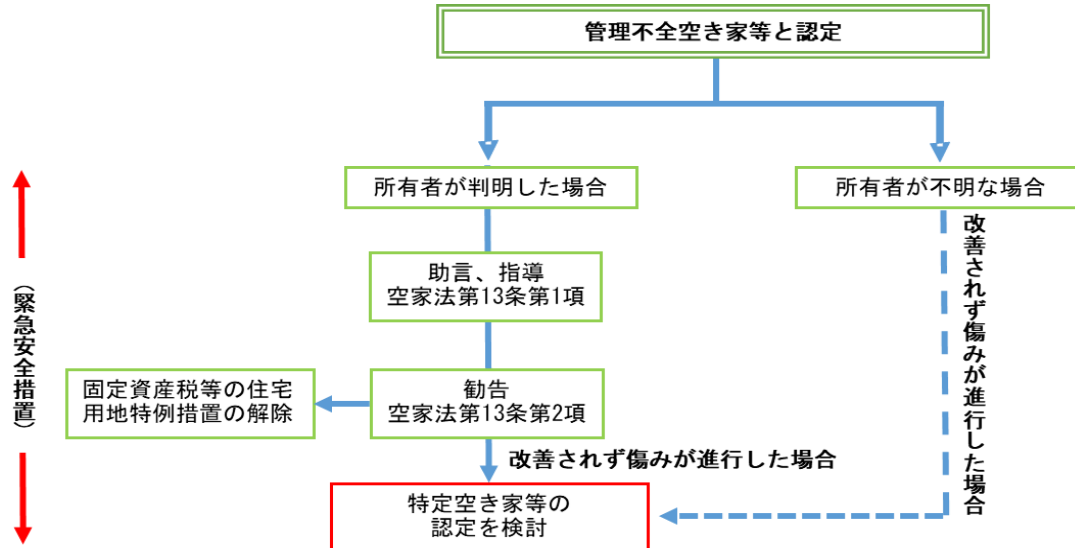 管理不全空き家等と認定
所有者が判明した場合
所有者が不明な場合
助言、指導
空家法第13条第1項
改善されず傷みが進行した場合
(緊急安全措置)
固定資産税等の住宅
用地特例措置の解除
勧告
空家法第13条第2項
改善されず傷みが進行した場合
特定空き家等の
認定を検討